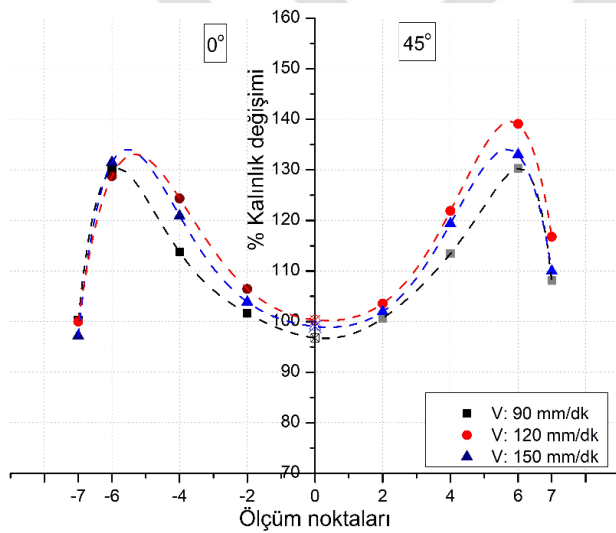 160
0°
45°
150
140
130
120
110
100
90
80
70
% Kalınlık değişimi
V: 90 mm/dk
V: 120 mm/dk
V: 150 mm/dk
-7 -6 -4 -2 0 2 4 6 7
Ölçüm noktaları